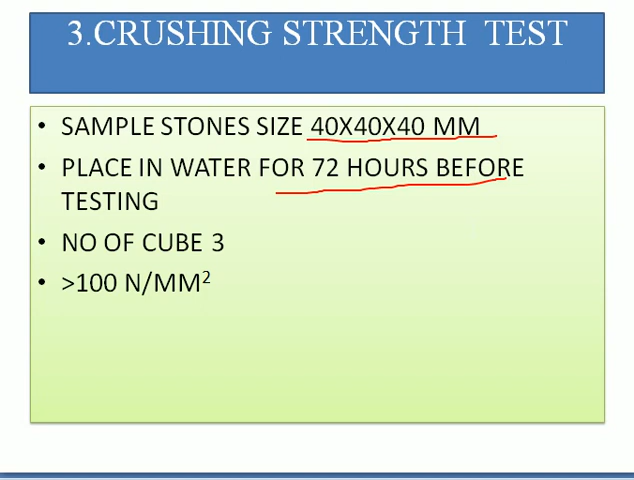 3.CRUSHING STRENGTH TEST
• SAMPLE STONES SIZE 40X40X40 MM
• PLACE IN WATER FOR 72 HOURS BEFORE
TESTING
• NO OF CUBE 3
• >100 N/MM²